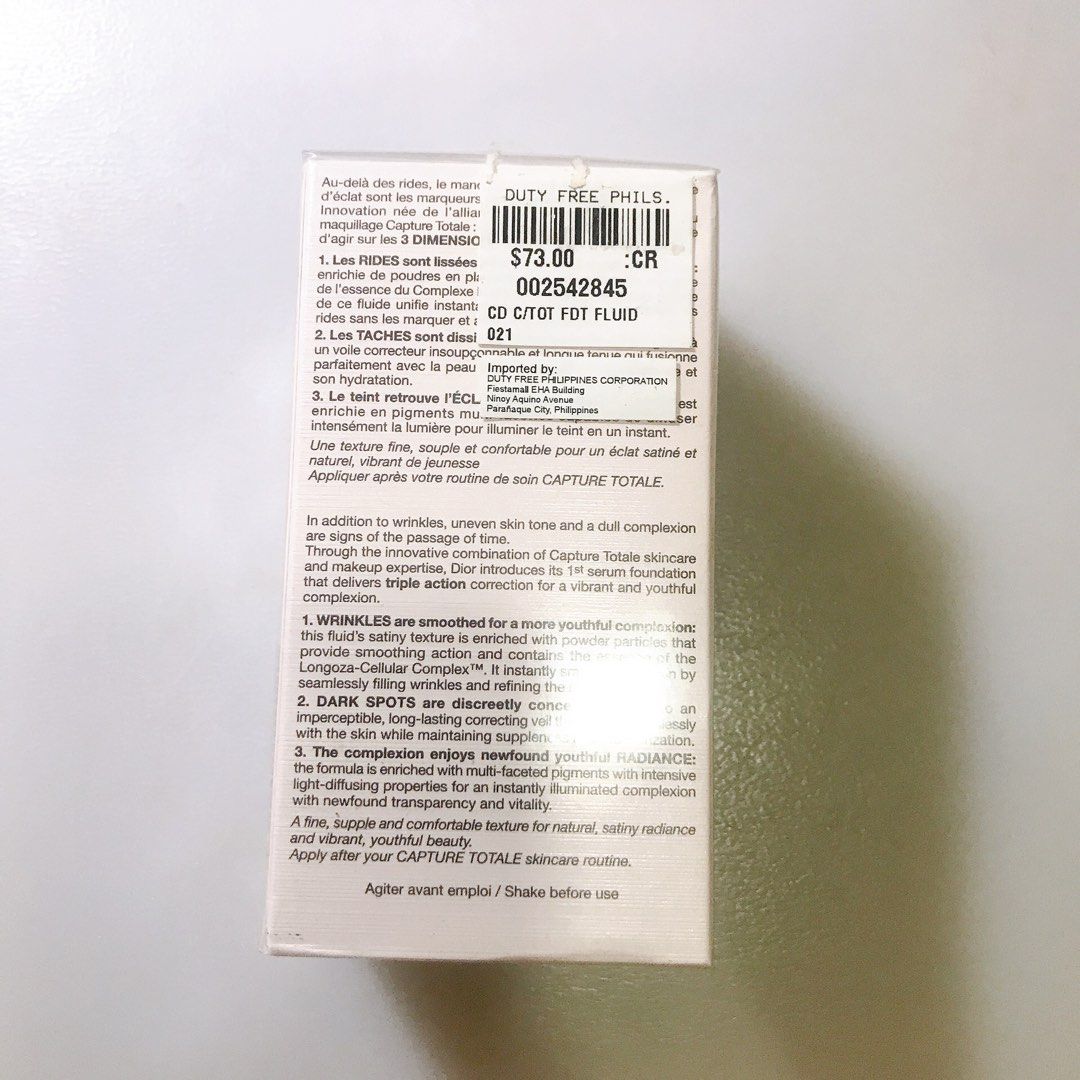 Au-delà des rides, le
d'éclat sont les marqueurs
Innovation née de
maquillage Capture Totale :
d'agir sur les 3
1. Les RIDES sont lissées
enrichie de poudres en
de l'essence du Complexe
de ce fluide unifie
rides sans les marquer et
2. Les TACHES sont
un voile correcteur insoupçonnable et longue tenue qui fusionne
parfaitement avec la peau et
son hydratation.
3. Le teint retrouve est
enrichie en pigments
intensément la lumière pour illuminer le teint en un instant.
Une texture fine, souple et confortable pour un éclat satiné et
naturel, vibrant de jeunesse
Appliquer après votre routine de soin CAPTURE TOTALE.
DUTY FREE PHILS.
$73.00 :CR
002542845
CD C/TOT FDT FLUID
021
Imported by:
DUTY FREE PHILIPPINES CORPORATION
Fiestamall EHA Building
Ninoy Aquino Avenue
Parañaque City, Philippines
In addition to wrinkles, uneven skin tone and a dull complexion
are signs of the passage of time.
Through the innovative combination of Capture Totale skincare
and makeup expertise, Dior introduces its 1st serum foundation
that delivers triple action correction for a vibrant and youthful
complexion.
1. WRINKLES are smoothed for a more youthful complexion:
this fluid's satiny texture is enriched with powder particles that
provide smoothing action and contains the essence of the
Longoza-Cellular Complex™. It instantly by
seamlessly filling wrinkles and refining the
2. DARK SPOTS are discreetly an
imperceptible, long-lasting correcting veil
with the skin while maintaining
3. The complexion enjoys newfound youthful RADIANCE:
the formula is enriched with multi-faceted pigments with intensive
light-diffusing properties for an instantly illuminated complexion
with newfound transparency and vitality.
A fine, supple and comfortable texture for natural, satiny radiance
and vibrant, youthful beauty.
Apply after your CAPTURE TOTALE skincare routine.
Agiter avant emploi / Shake before use